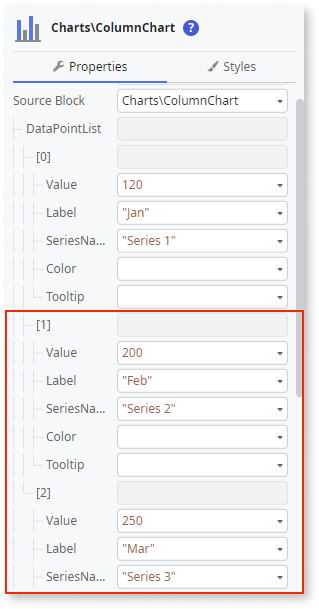 Charts\ColumnChart ?
Properties Styles
Source Block Charts\ColumnChart
DataPointList
[0]
Value 120
Label "Jan"
SeriesNa... "Series 1"
Color
Tooltip
[1]
Value 200
Label "Feb"
SeriesNa... "Series 2"
Color
Tooltip
[2]
Value 250
Label "Mar"
SeriesNa... "Series 3"